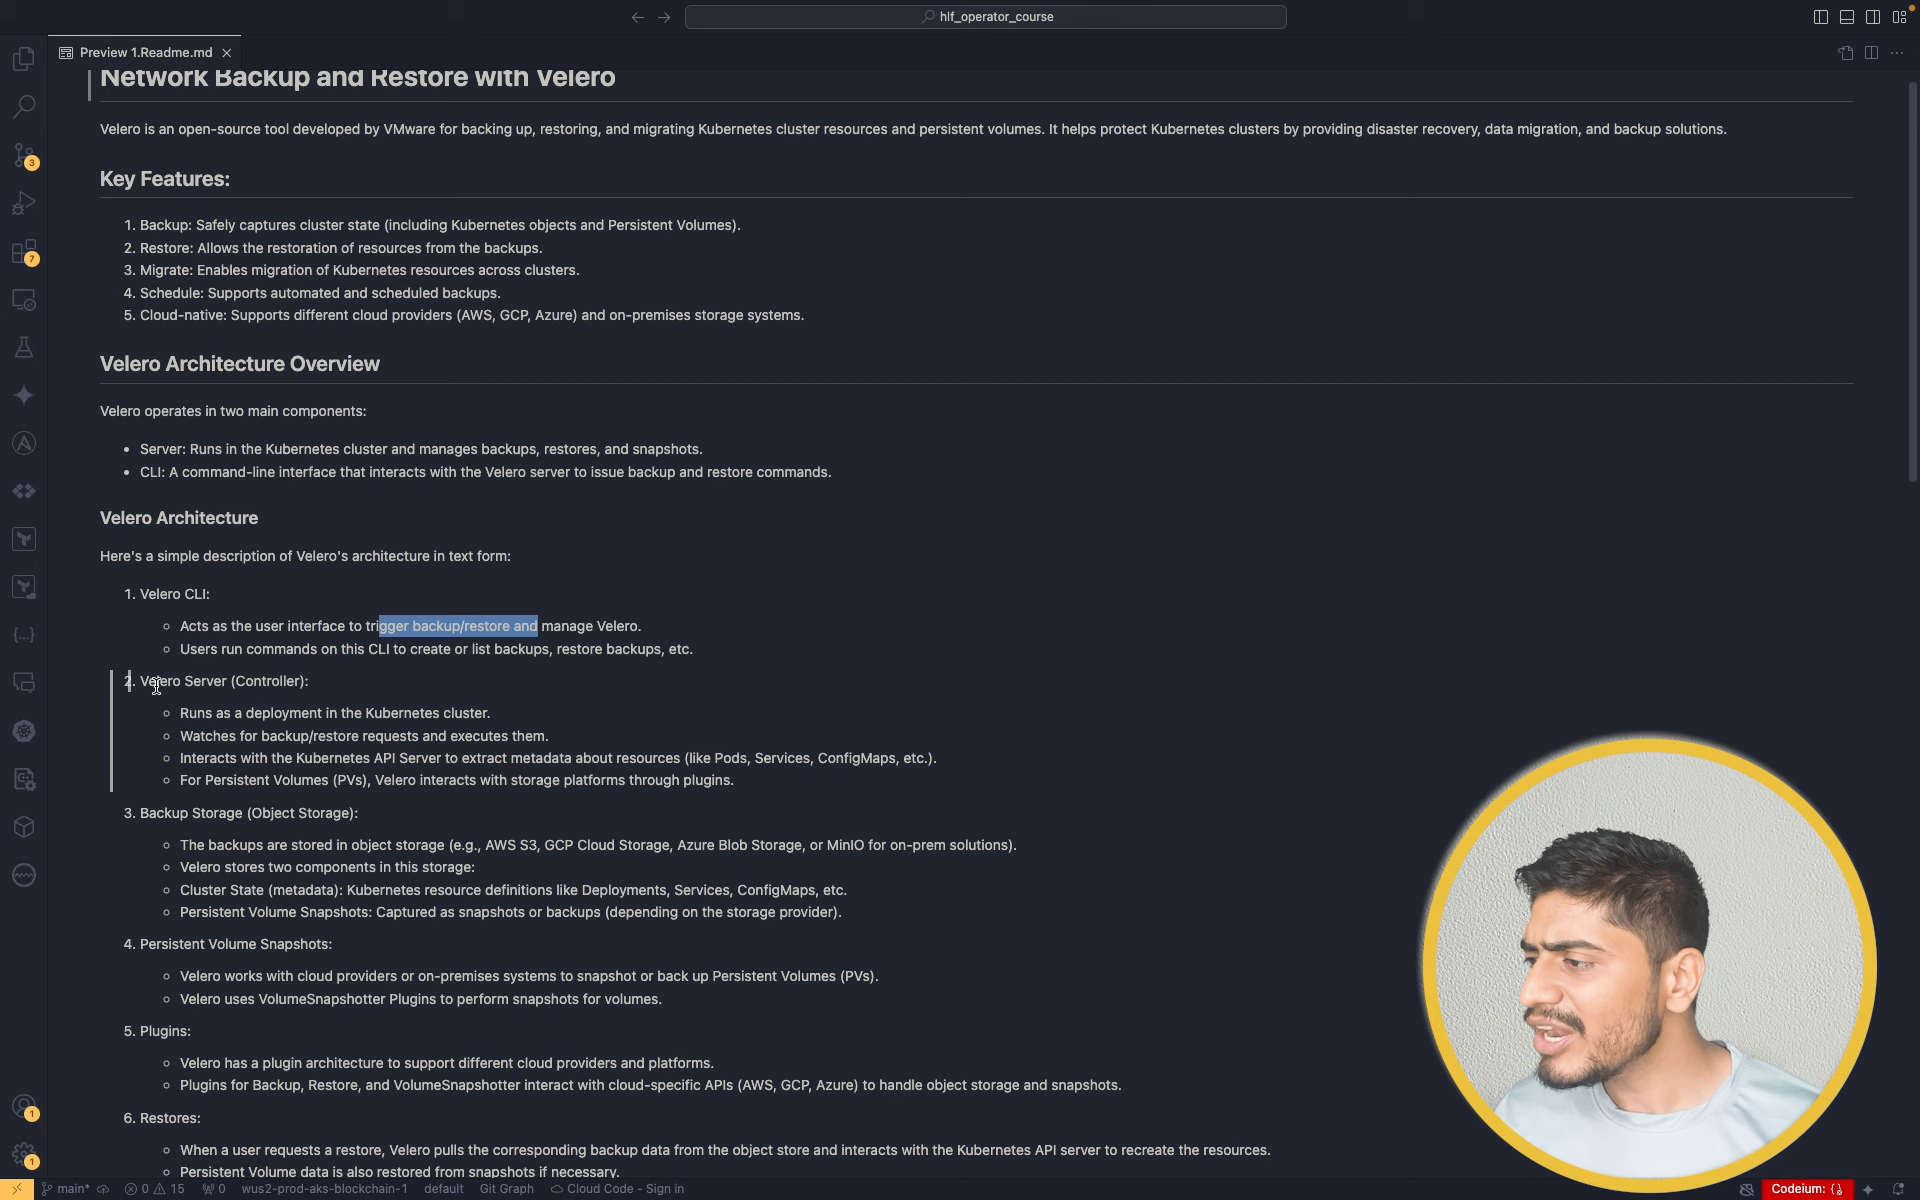 hlf_operator_course
Preview 1.Readme.md
Network Backup and Restore with Velero
Velero is an open-source tool developed by VMware for backing up, restoring, and migrating Kubernetes cluster resources and persistent volumes. It helps protect Kubernetes clusters by providing disaster recovery, data migration, and backup solutions.
Key Features:
1. Backup: Safely captures cluster state (including Kubernetes objects and Persistent Volumes).
2. Restore: Allows the restoration of resources from the backups.
3. Migrate: Enables migration of Kubernetes resources across clusters.
4. Schedule: Supports automated and scheduled backups.
5. Cloud-native: Supports different cloud providers (AWS, GCP, Azure) and on-premises storage systems.
Velero Architecture Overview
Velero operates in two main components:
• Server: Runs in the Kubernetes cluster and manages backups, restores, and snapshots.
• CLI: A command-line interface that interacts with the Velero server to issue backup and restore commands.
Velero Architecture
Here's a simple description of Velero's architecture in text form:
1. Velero CLI:
Acts as the user interface to trigger backup/restore and manage Velero.
Users run commands on this CLI to create or list backups, restore backups, etc.
2. Velero Server (Controller):
Runs as a deployment in the Kubernetes cluster.
Watches for backup/restore requests and executes them.
Interacts with the Kubernetes API Server to extract metadata about resources (like Pods, Services, ConfigMaps, etc.).
For Persistent Volumes (PVs), Velero interacts with storage platforms through plugins.
3. Backup Storage (Object Storage):
The backups are stored in object storage (e.g., AWS S3, GCP Cloud Storage, Azure Blob Storage, or MinIO for on-prem solutions).
Velero stores two components in this storage:
Cluster State (metadata): Kubernetes resource definitions like Deployments, Services, ConfigMaps, etc.
Persistent Volume Snapshots: Captured as snapshots or backups (depending on the storage provider).
4. Persistent Volume Snapshots:
Velero works with cloud providers or on-premises systems to snapshot or back up Persistent Volumes (PVs).
Velero uses VolumeSnapshotter Plugins to perform snapshots for volumes.
5. Plugins:
Velero has a plugin architecture to support different cloud providers and platforms.
Plugins for Backup, Restore, and VolumeSnapshotter interact with cloud-specific APIs (AWS, GCP, Azure) to handle object storage and snapshots.
6. Restores:
When a user requests a restore, Velero pulls the corresponding backup data from the object store and interacts with the Kubernetes API server to recreate the resources.
Persistent Volume data is also restored from snapshots if necessary.
3
7
1
1
main* 0 15 0 wus2-prod-aks-blockchain-1 default Git Graph Cloud Code - Sign in Codeium: {}